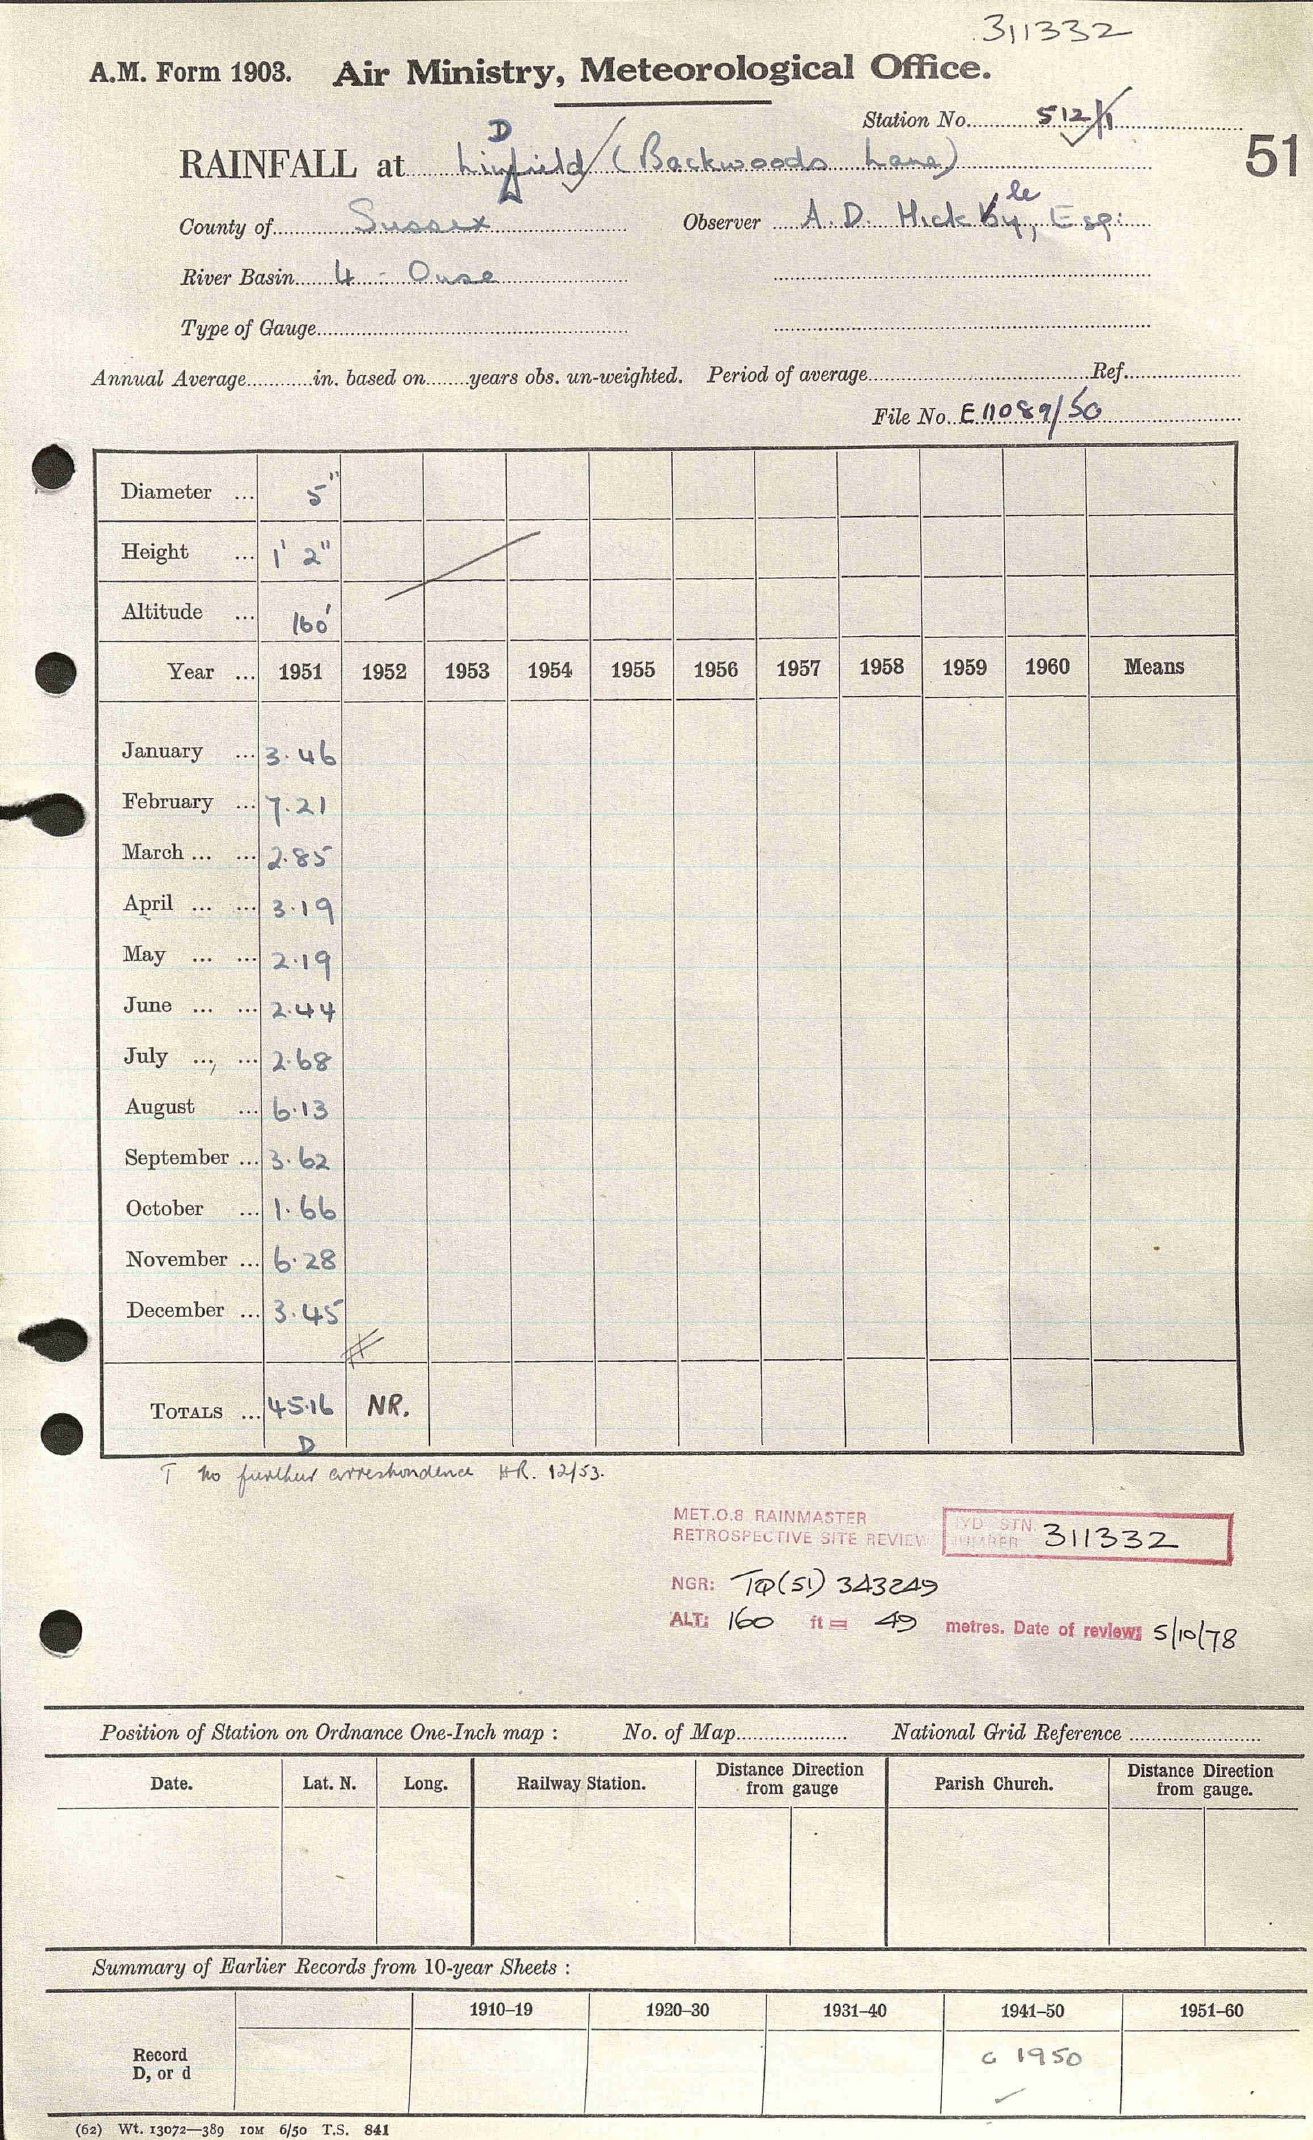 311332
A.M. Form 1903. Air Ministry, Meteorological Office.
Station No. 512/1
51
RAINFALL at Linfield (Backwoods Lane)
D
County of Sussex Observer A.D. Hickby, Esq:
le
River Basin 4 - Ouse
Type of Gauge
Annual Average in. based on years obs. un-weighted. Period of average Ref.
File No. E11089/50
Diameter ... 5"
Height ... 1' 2"
Altitude ... 160'
Year ... 1951 1952 1953 1954 1955 1956 1957 1958 1959 1960 Means
January ... 3.46
February ... 7.21
March ... ... 2.85
April ... ... 3.19
May ... ... 2.19
June ... ... 2.44
July ... ... 2.68
August ... 6.13
September ... 3.62
October ... 1.66
November ... 6.28
December ... 3.45
TOTALS ... 45.16 NR.
D
T no further correspondence HR. 12/53.
MET.O.8 RAINMASTER
RETROSPECTIVE SITE REVIEW
STN. NUMBER 311332
NGR: TQ(51) 343249
ALT: 160 ft = 49 metres. Date of review: 5/10/78
Position of Station on Ordnance One-Inch map : No. of Map National Grid Reference
Date. Lat. N. Long. Railway Station. Distance from Direction gauge Parish Church. Distance from Direction gauge.
Summary of Earlier Records from 10-year Sheets :
1910–19 1920–30 1931–40 1941–50 1951–60
Record
D, or d
c 1950
(62) Wt. 13072—389 10M 6/50 T.S. 841